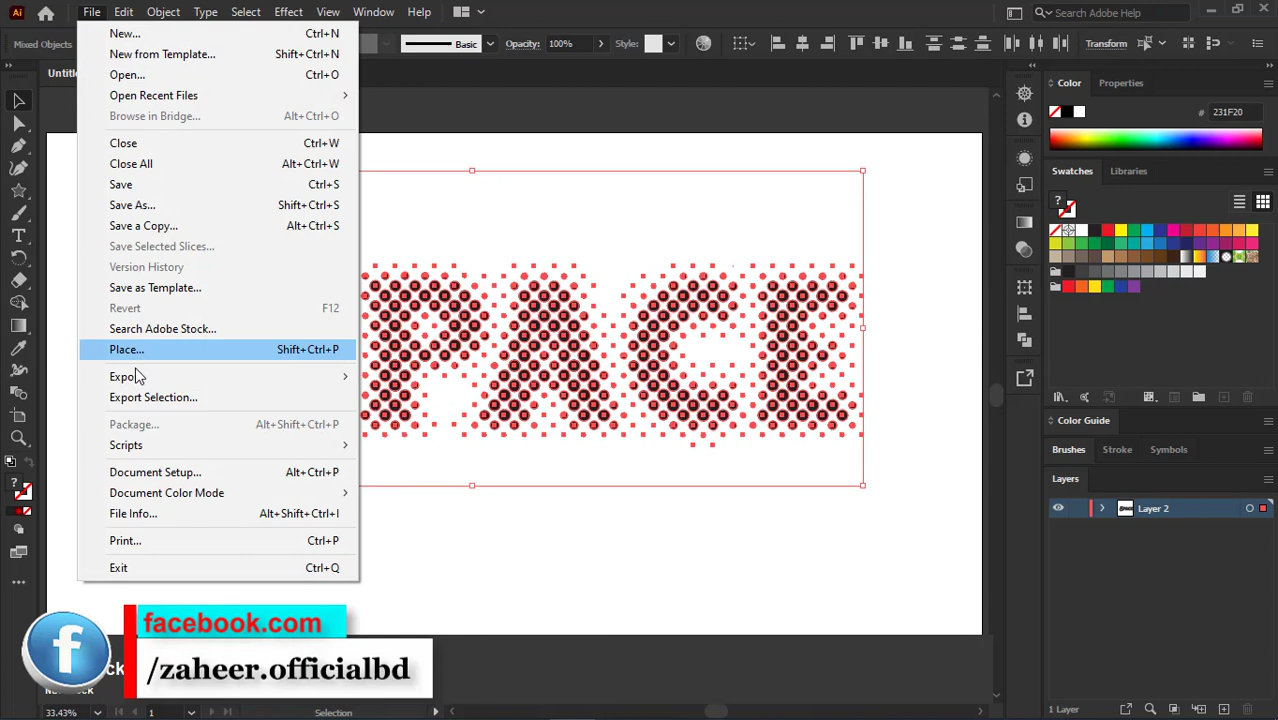 Ai File Edit Object Type Select Effect View Window Help Search Adobe Help
Mixed Objects Basic Opacity: 100% Style: Transform
Untitle
New... Ctrl+N
New from Template... Shift+Ctrl+N
Open... Ctrl+O
Open Recent Files
Browse in Bridge... Alt+Ctrl+O
Close Ctrl+W
Close All Alt+Ctrl+W
Save Ctrl+S
Save As... Shift+Ctrl+S
Save a Copy... Alt+Ctrl+S
Save Selected Slices...
Version History
Save as Template...
Revert F12
Search Adobe Stock...
Place... Shift+Ctrl+P
Export
Export Selection...
Package... Alt+Shift+Ctrl+P
Scripts
Document Setup... Alt+Ctrl+P
Document Color Mode
File Info... Alt+Shift+Ctrl+I
Print... Ctrl+P
Exit Ctrl+Q
PACE
Color Properties
# 231F20
Swatches Libraries
Color Guide
Brushes Stroke Symbols
Layers
SPACE Layer 2
1 Layer
f facebook.com
/zaheer.officialbd
33.43% 1 Selection